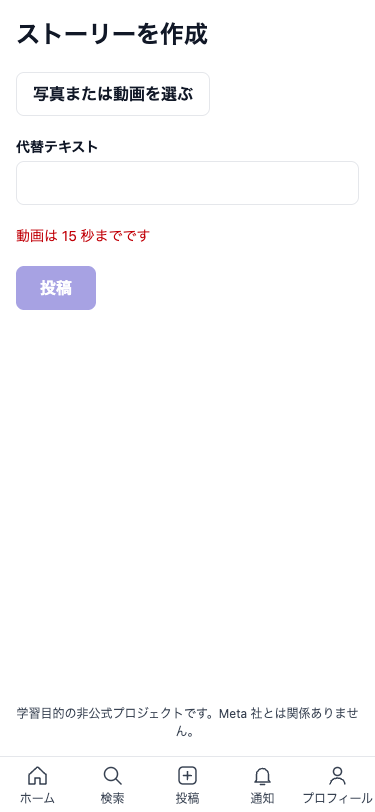 ストーリーを作成
写真または動画を選ぶ
代替テキスト
動画は 15 秒までです
投稿
学習目的の非公式プロジェクトです。Meta 社とは関係ありませ
ん。
ホーム
検索
投稿
通知
プロフィール